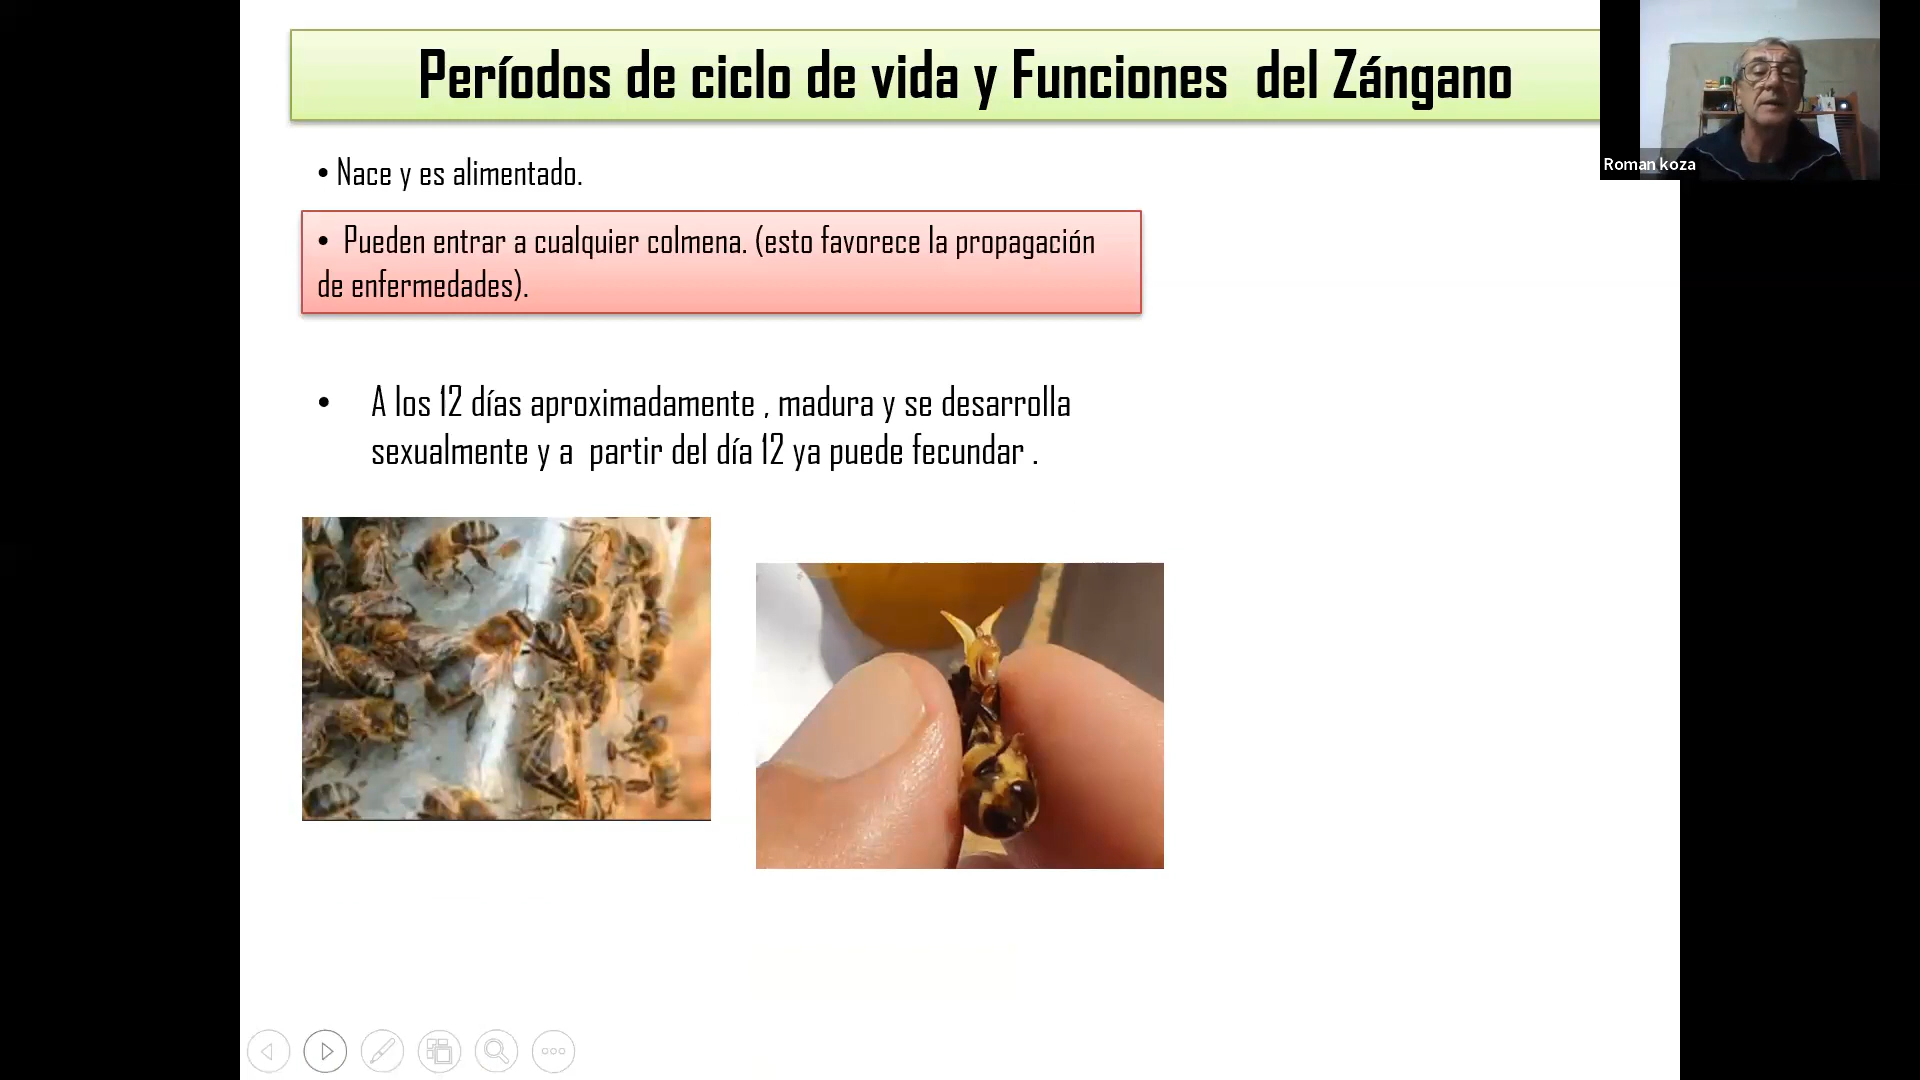 Períodos de ciclo de vida y Funciones del Zángano
Roman koza
• Nace y es alimentado.
• Pueden entrar a cualquier colmena. (esto favorece la propagación
de enfermedades).
• A los 12 días aproximadamente , madura y se desarrolla
sexualmente y a partir del día 12 ya puede fecundar .